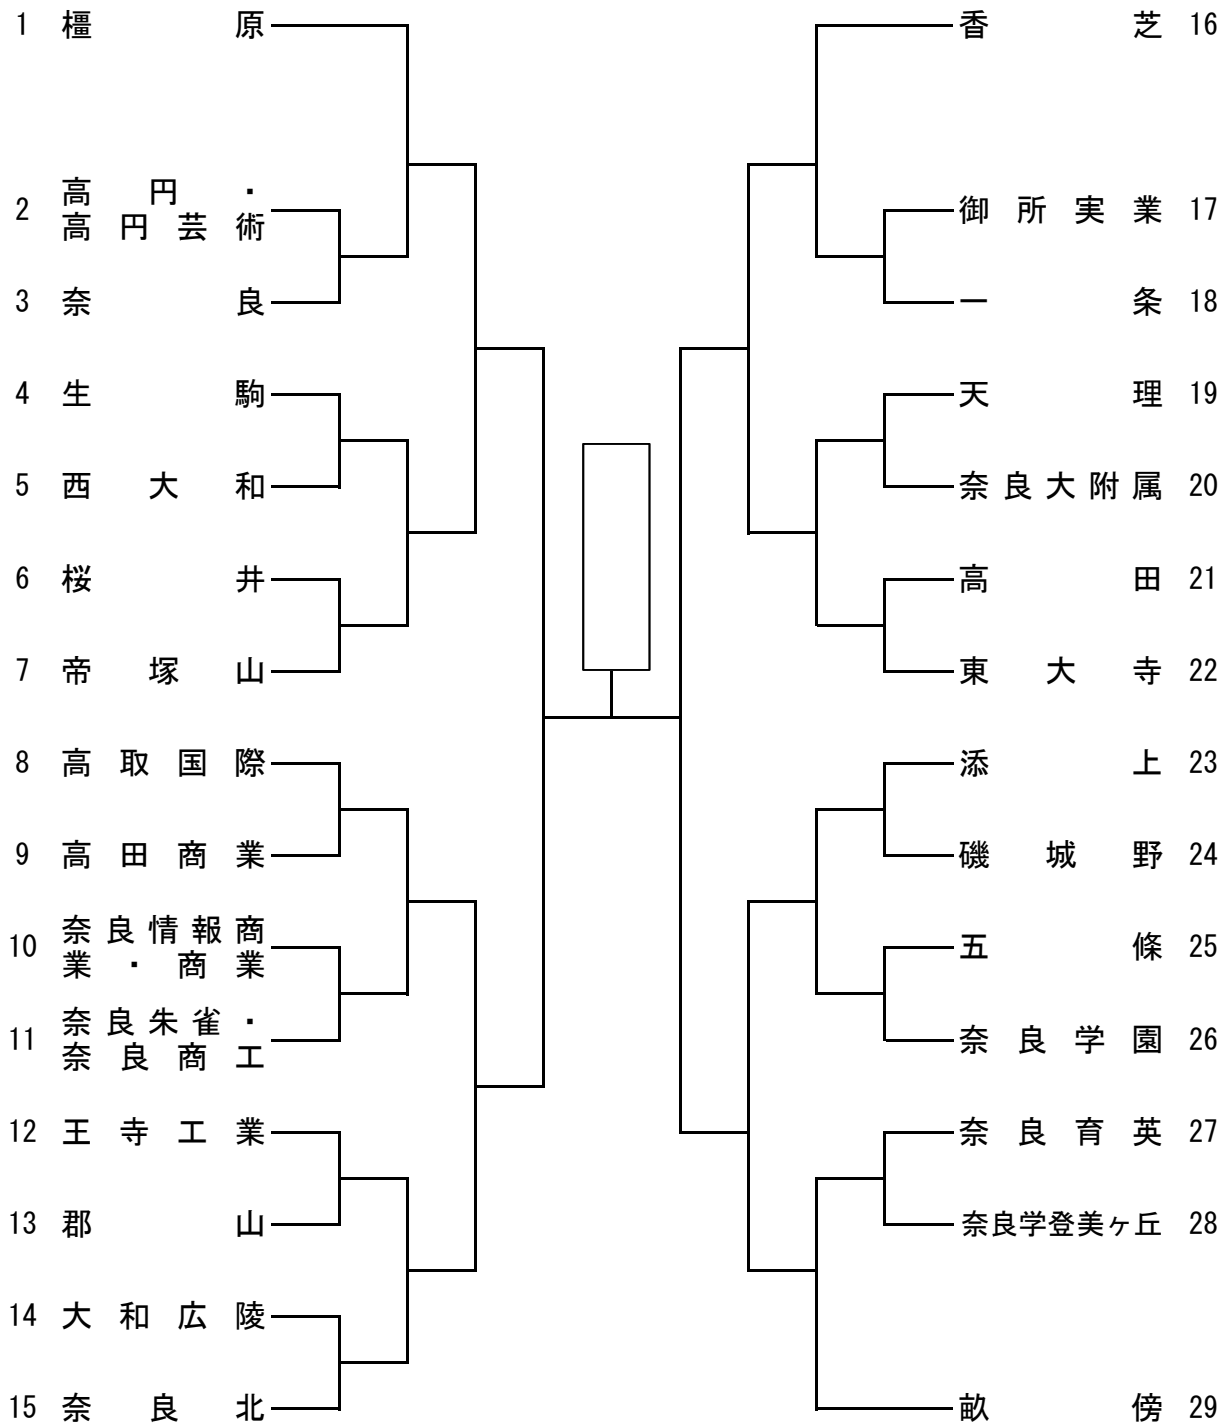 1 橿原
2 高円・
高円芸術
3 奈良
4 生駒
5 西大和
6 桜井
7 帝塚山
8 高取国際
9 高田商業
10 奈良情報商
業・商業
11 奈良朱雀・
奈良商工
12 王寺工業
13 郡山
14 大和広陵
15 奈良北
香芝 16
御所実業 17
一条 18
天理 19
奈良大附属 20
高田 21
東大寺 22
添上 23
磯城野 24
五條 25
奈良学園 26
奈良育英 27
奈良学登美ヶ丘 28
畝傍 29